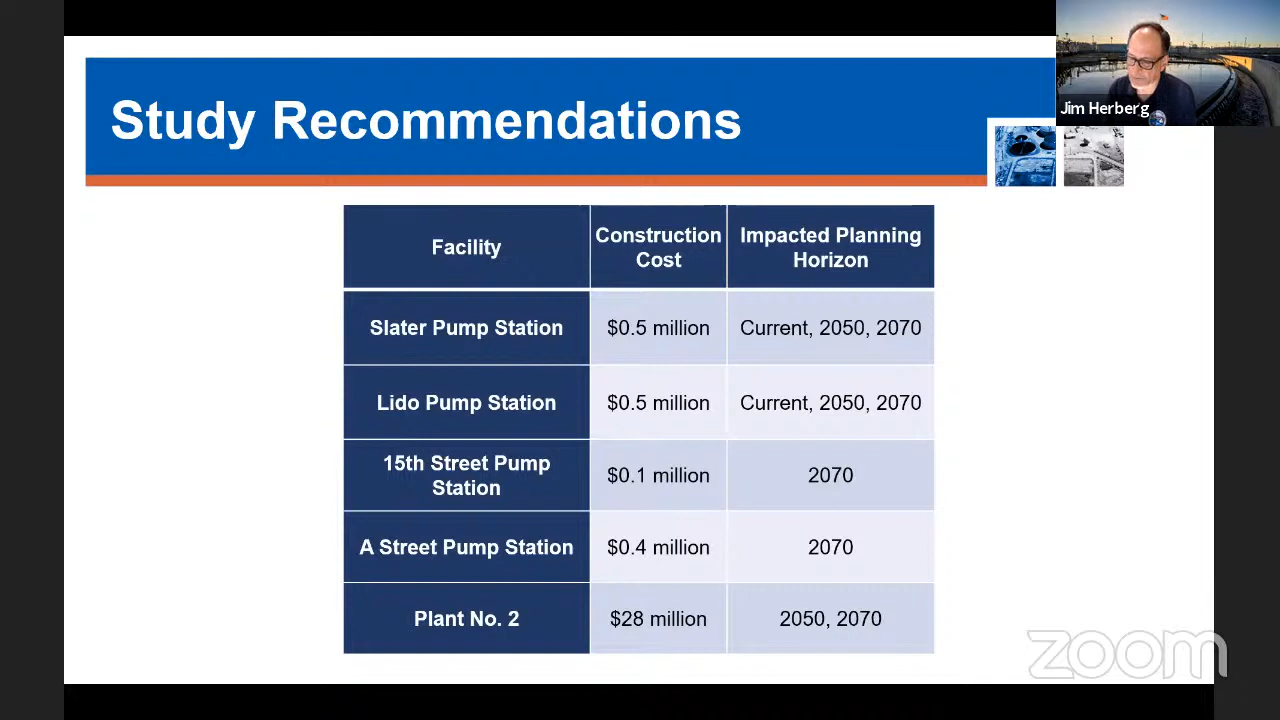 Study Recommendations
Jim Herberg
Facility
Construction
Cost
Impacted Planning
Horizon
Slater Pump Station
$0.5 million
Current, 2050, 2070
Lido Pump Station
$0.5 million
Current, 2050, 2070
15th Street Pump
Station
$0.1 million
2070
A Street Pump Station
$0.4 million
2070
Plant No. 2
$28 million
2050, 2070
zoom